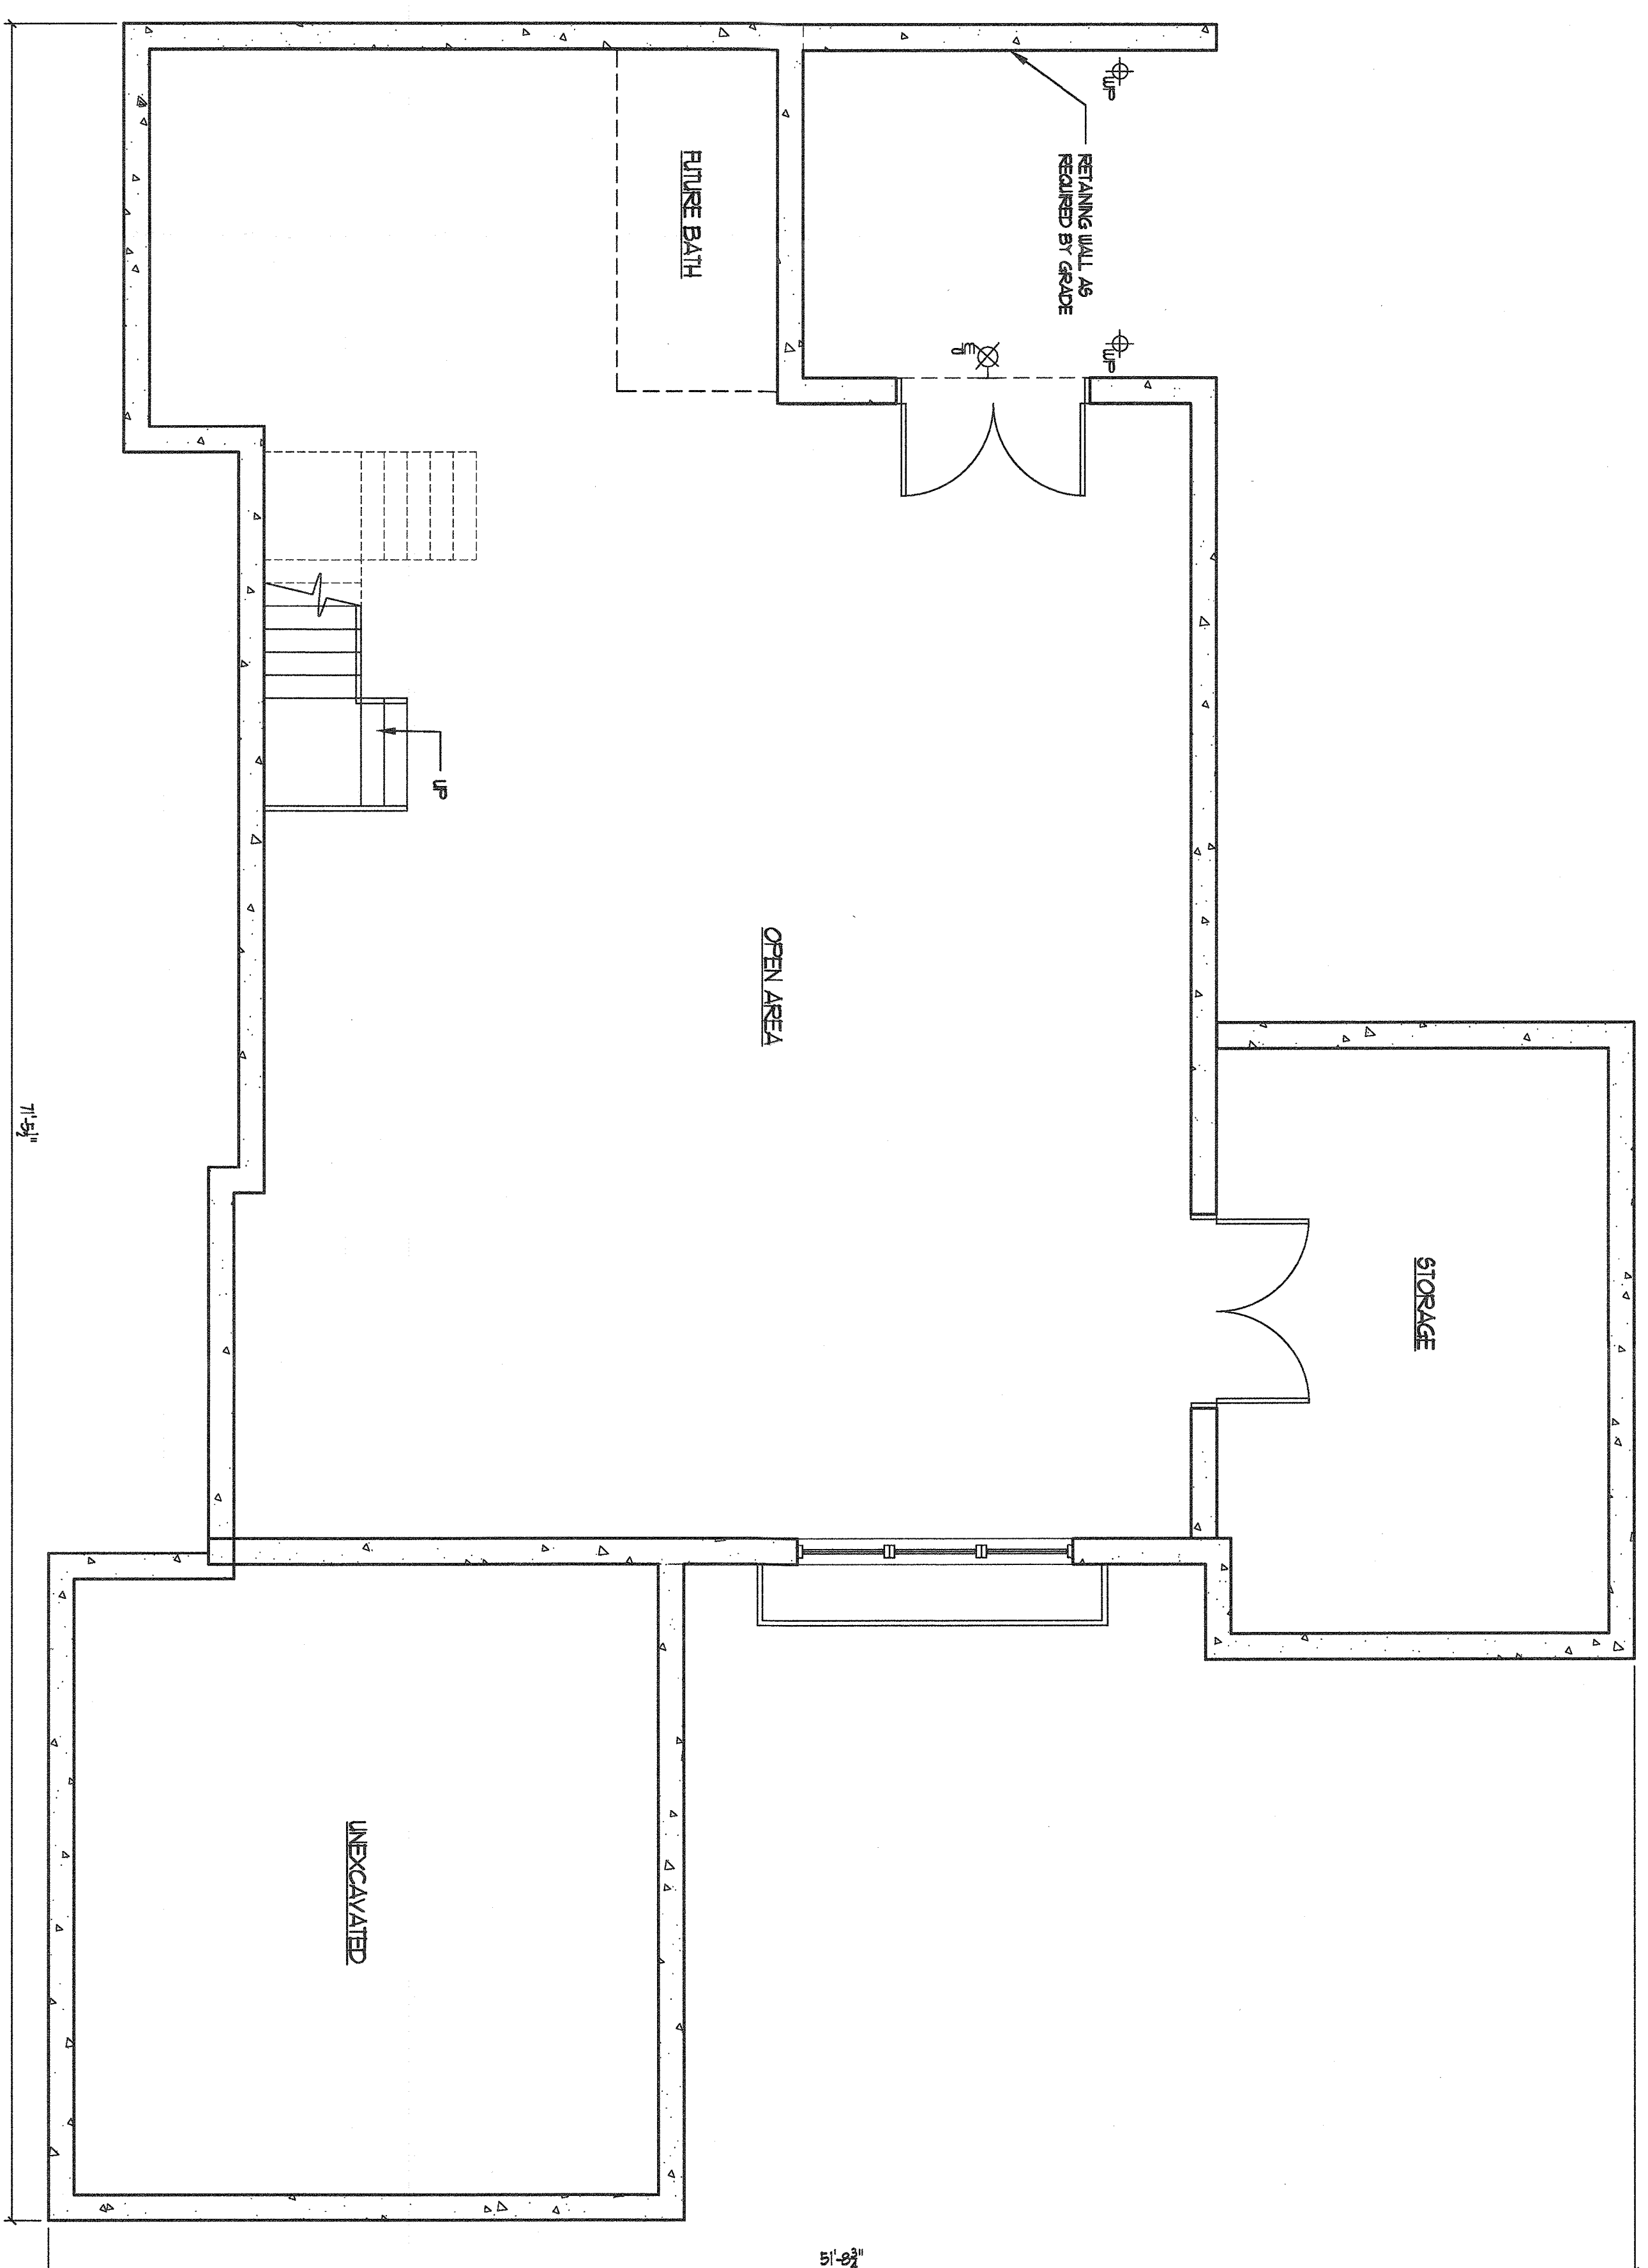 WP
WP
RETAINING WALL AS
REQUIRED BY GRADE
WP
FUTURE BATH
UP
OPEN AREA
STORAGE
UNEXCAVATED
71'-5½"
51'-8¾"